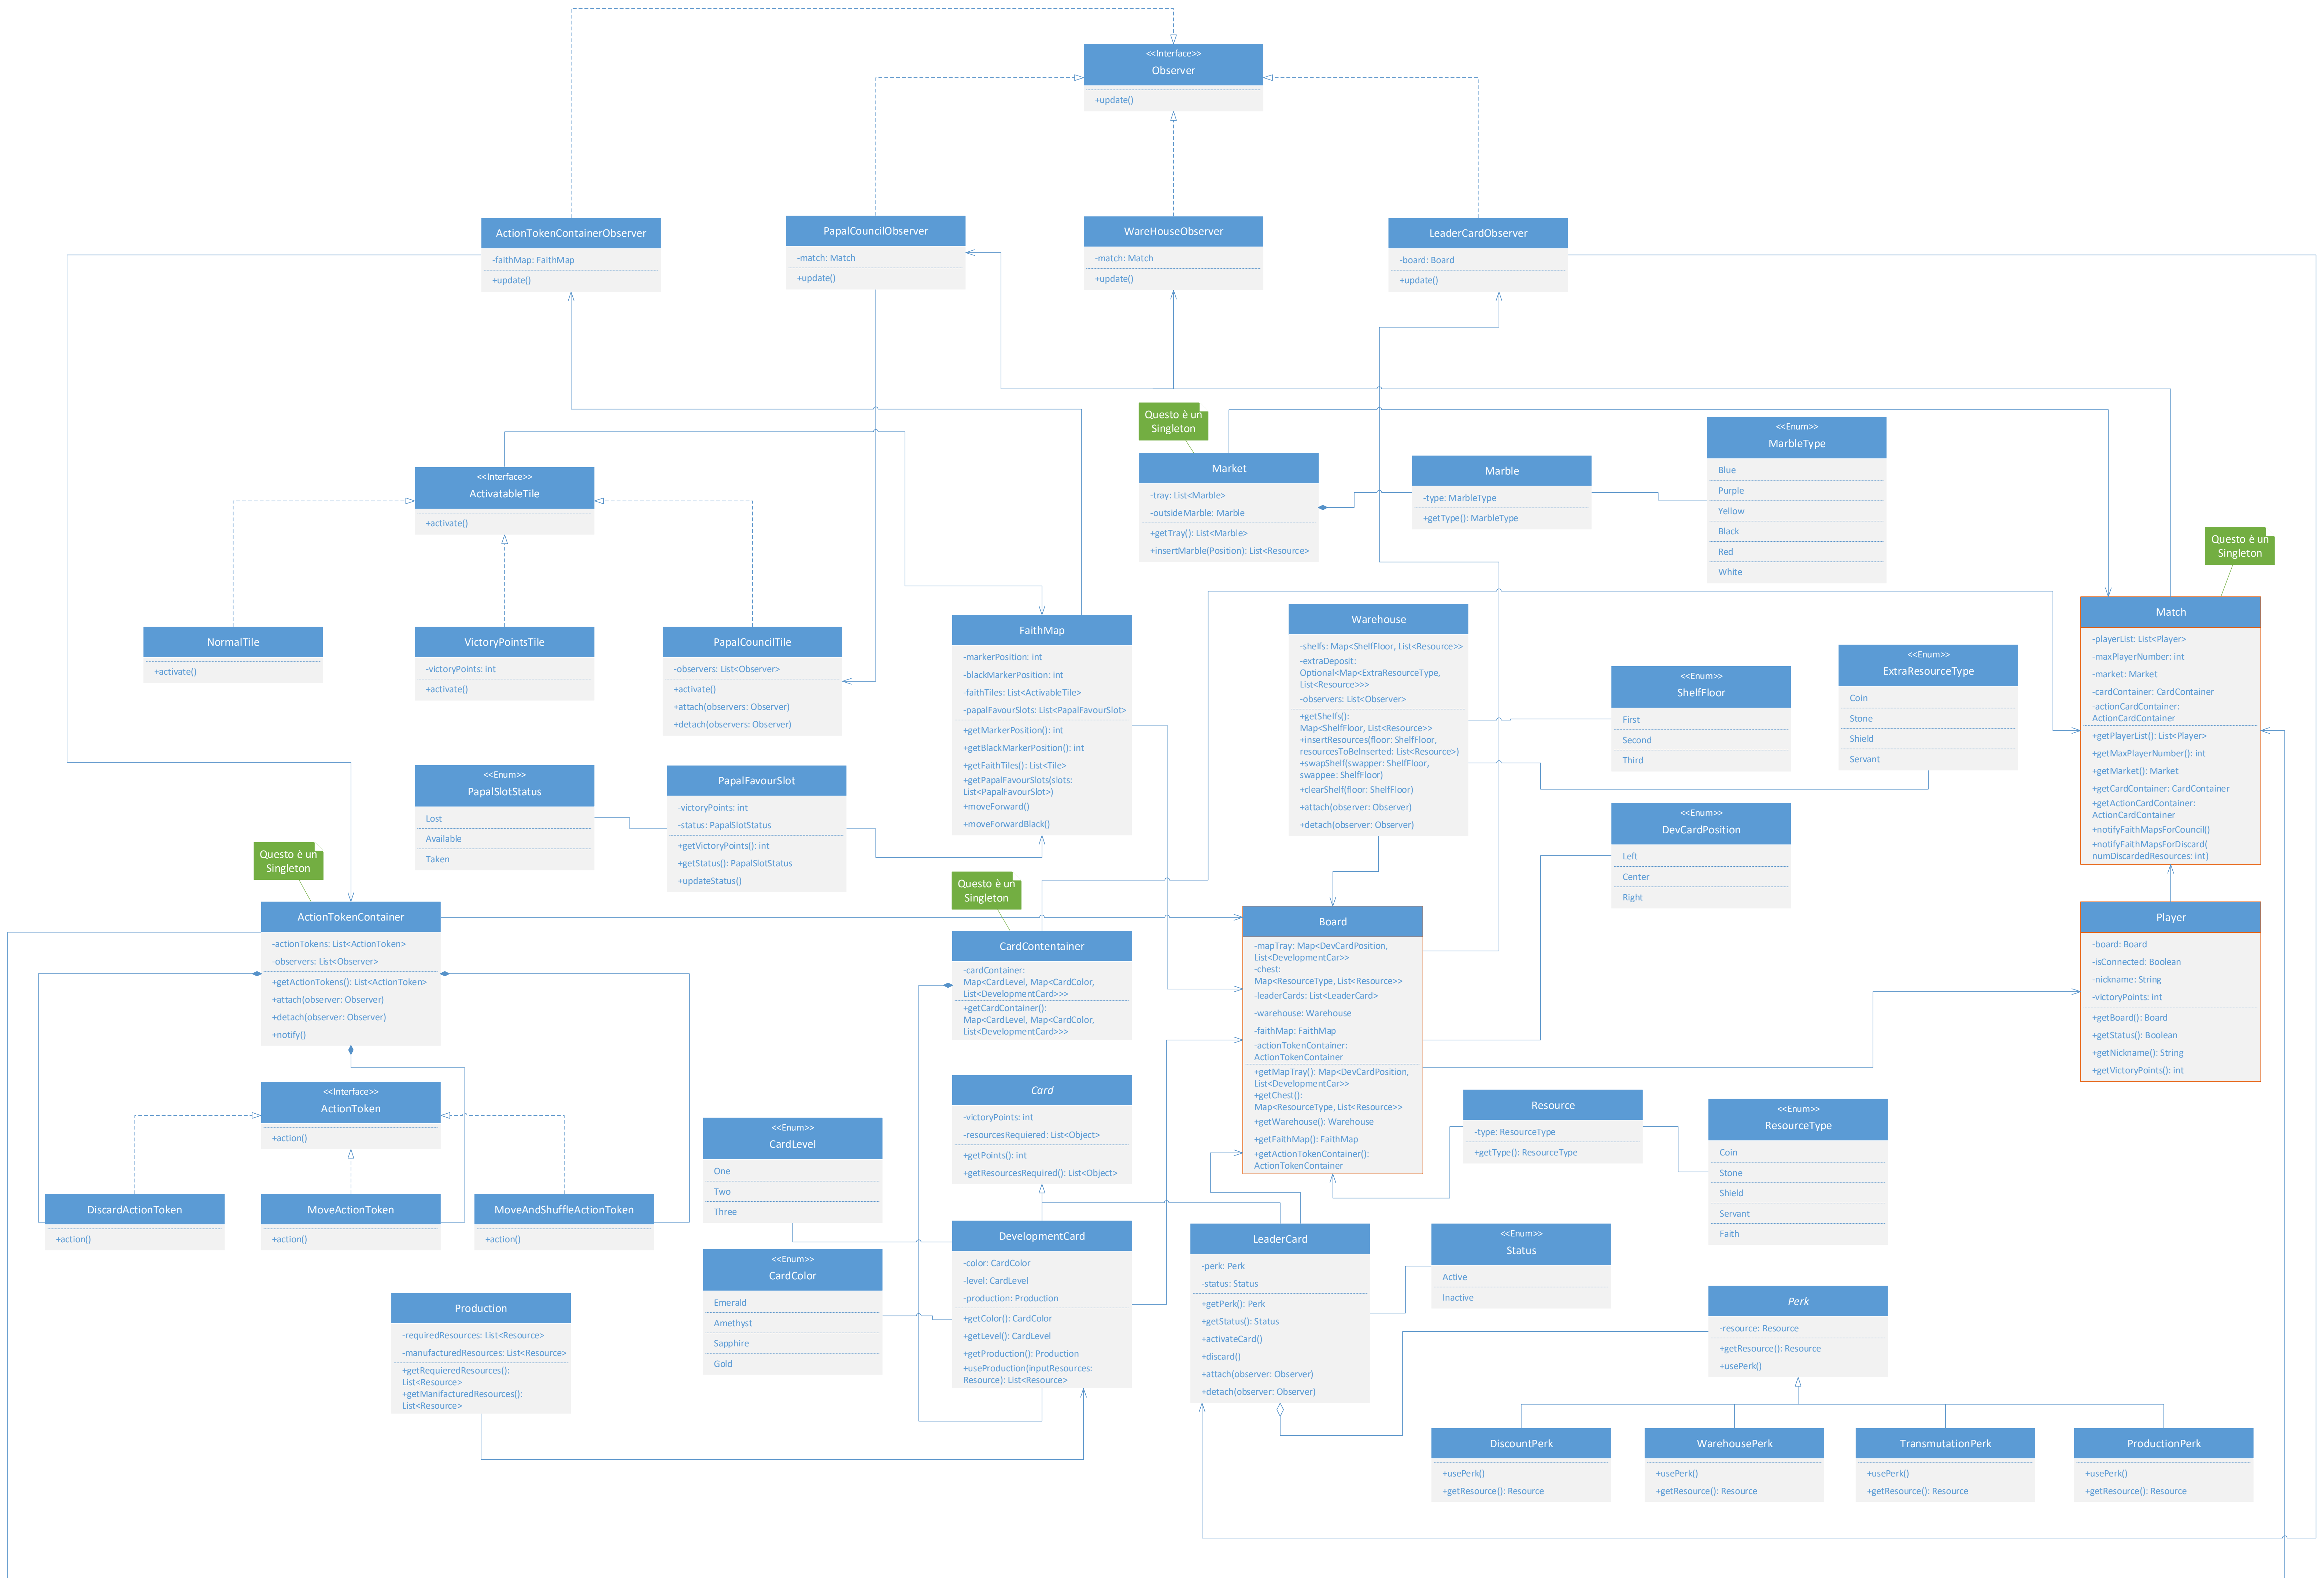 <<Interface>>
Observer
+update()
ActionTokenContainerObserver
-faithMap: FaithMap
+update()
PapalCouncilObserver
-match: Match
+update()
WareHouseObserver
-match: Match
+update()
LeaderCardObserver
-board: Board
+update()
<<Interface>>
ActivatableTile
+activate()
Questo è un
Singleton
Market
-tray: List<Marble>
-outsideMarble: Marble
+getTray(): List<Marble>
+insertMarble(Position): List<Resource>
Marble
-type: MarbleType
+getType(): MarbleType
<<Enum>>
MarbleType
Blue
Purple
Yellow
Black
Red
White
Questo è un
Singleton
NormalTile
+activate()
VictoryPointsTile
-victoryPoints: int
+activate()
PapalCouncilTile
-observers: List<Observer>
+activate()
+attach(observers: Observer)
+detach(observers: Observer)
FaithMap
-markerPosition: int
-blackMarkerPosition: int
-faithTiles: List<ActivableTile>
-papalFavourSlots: List<PapalFavourSlot>
+getMarkerPosition(): int
+getBlackMarkerPosition(): int
+getFaithTiles(): List<Tile>
+getPapalFavourSlots(slots:
List<PapalFavourSlot>)
+moveForward()
+moveForwardBlack()
Warehouse
-shelfs: Map<ShelfFloor, List<Resource>>
-extraDeposit:
Optional<Map<ExtraResourceType,
List<Resource>>>
-observers: List<Observer>
+getShelfs():
Map<ShelfFloor, List<Resource>>
+insertResources(floor: ShelfFloor,
resourcesToBeInserted: List<Resource>)
+swapShelf(swapper: ShelfFloor,
swappee: ShelfFloor)
+clearShelf(floor: ShelfFloor)
+attach(observer: Observer)
+detach(observer: Observer)
<<Enum>>
ShelfFloor
First
Second
Third
<<Enum>>
ExtraResourceType
Coin
Stone
Shield
Servant
Match
-playerList: List<Player>
-maxPlayerNumber: int
-market: Market
-cardContainer: CardContainer
-actionCardContainer:
ActionCardContainer
+getPlayerList(): List<Player>
+getMaxPlayerNumber(): int
+getMarket(): Market
+getCardContainer: CardContainer
+getActionCardContainer:
ActionCardContainer
+notifyFaithMapsForCouncil()
+notifyFaithMapsForDiscard(
numDiscardedResources: int)
<<Enum>>
PapalSlotStatus
Lost
Available
Taken
PapalFavourSlot
-victoryPoints: int
-status: PapalSlotStatus
+getVictoryPoints(): int
+getStatus(): PapalSlotStatus
+updateStatus()
<<Enum>>
DevCardPosition
Left
Center
Right
Questo è un
Singleton
ActionTokenContainer
-actionTokens: List<ActionToken>
-observers: List<Observer>
+getActionTokens(): List<ActionToken>
+attach(observer: Observer)
+detach(observer: Observer)
+notify()
Questo è un
Singleton
CardContentainer
-cardContainer:
Map<CardLevel, Map<CardColor,
List<DevelopmentCard>>>
+getCardContainer():
Map<CardLevel, Map<CardColor,
List<DevelopmentCard>>>
Board
-mapTray: Map<DevCardPosition,
List<DevelopmentCar>>
-chest:
Map<ResourceType, List<Resource>>
-leaderCards: List<LeaderCard>
-warehouse: Warehouse
-faithMap: FaithMap
-actionTokenContainer:
ActionTokenContainer
+getMapTray(): Map<DevCardPosition,
List<DevelopmentCar>>
+getChest():
Map<ResourceType, List<Resource>>
+getWarehouse(): Warehouse
+getFaithMap(): FaithMap
+getActionTokenContainer():
ActionTokenContainer
Player
-board: Board
-isConnected: Boolean
-nickname: String
-victoryPoints: int
+getBoard(): Board
+getStatus(): Boolean
+getNickname(): String
+getVictoryPoints(): int
<<Interface>>
ActionToken
+action()
Card
-victoryPoints: int
-resourcesRequiered: List<Object>
+getPoints(): int
+getResourcesRequired(): List<Object>
Resource
-type: ResourceType
+getType(): ResourceType
<<Enum>>
ResourceType
Coin
Stone
Shield
Servant
Faith
<<Enum>>
CardLevel
One
Two
Three
DiscardActionToken
+action()
MoveActionToken
+action()
MoveAndShuffleActionToken
+action()
<<Enum>>
CardColor
Emerald
Amethyst
Sapphire
Gold
DevelopmentCard
-color: CardColor
-level: CardLevel
-production: Production
+getColor(): CardColor
+getLevel(): CardLevel
+getProduction(): Production
+useProduction(inputResources:
Resource): List<Resource>
LeaderCard
-perk: Perk
-status: Status
+getPerk(): Perk
+getStatus(): Status
+activateCard()
+discard()
+attach(observer: Observer)
+detach(observer: Observer)
<<Enum>>
Status
Active
Inactive
Production
-requiredResources: List<Resource>
-manufacturedResources: List<Resource>
+getRequieredResources():
List<Resource>
+getManifacturedResources():
List<Resource>
Perk
-resource: Resource
+getResource(): Resource
+usePerk()
DiscountPerk
+usePerk()
+getResource(): Resource
WarehousePerk
+usePerk()
+getResource(): Resource
TransmutationPerk
+usePerk()
+getResource(): Resource
ProductionPerk
+usePerk()
+getResource(): Resource